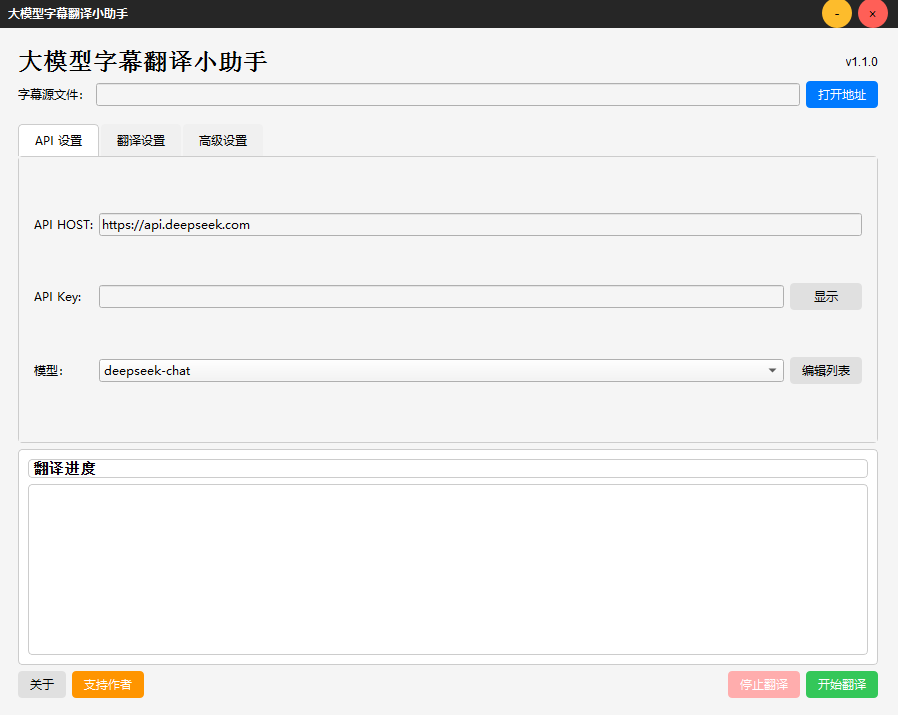 大模型字幕翻译小助手
-
×
大模型字幕翻译小助手
v1.1.0
字幕源文件:
打开地址
API 设置
翻译设置
高级设置
API HOST:
https://api.deepseek.com
API Key:
显示
模型:
deepseek-chat
编辑列表
翻译进度
关于
支持作者
停止翻译
开始翻译